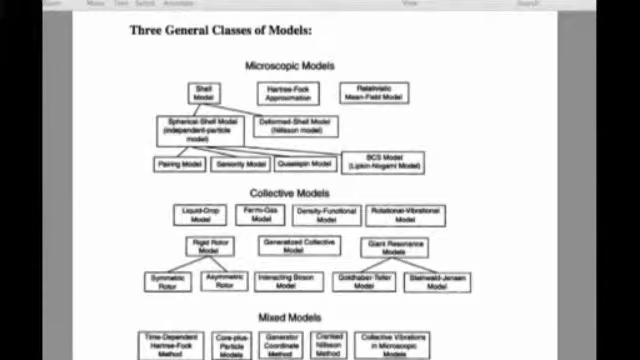 Three General Classes of Models:
Microscopic Models
Shell
Model
Hartree-Fock
Approximation
Relativistic
Mean-Field Model
Spherical-Shell Model
(independent-particle
model)
Deformed-Shell Model
(Nilsson model)
Pairing Model
Seniority Model
Quasispin Model
BCS Model
(Lipkin-Nogami Model)
Collective Models
Liquid-Drop
Model
Fermi-Gas
Model
Density-Functional
Model
Rotational-Vibrational
Model
Rigid Rotor
Model
Generalized Collective
Model
Giant Resonance
Models
Symmetric
Rotor
Asymmetric
Rotor
Interacting Boson
Model
Goldhaber-Teller
Model
Steinwald-Jensen
Model
Mixed Models
Time-Dependent
Hartree-Fock
Method
Core-plus-
Particle
Models
Generator
Coordinate
Method
Cranked
Nilsson
Method
Collective Vibrations
in Microscopic
Models